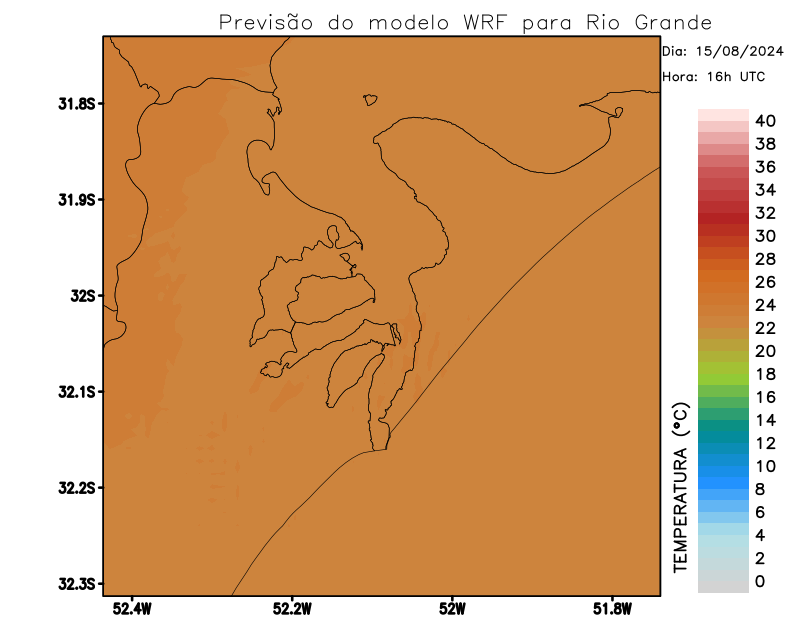 Previsão do modelo WRF para Rio Grande
Dia: 15/08/2024
Hora: 16h UTC
31.8S
31.9S
32S
32.1S
32.2S
32.3S
52.4W
52.2W
52W
51.8W
TEMPERATURA (°C)
40
38
36
34
32
30
28
26
24
22
20
18
16
14
12
10
8
6
4
2
0